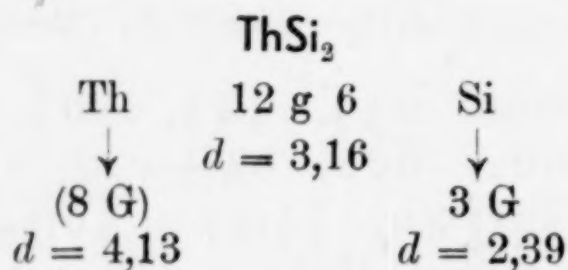 ThSi₂
Th 12 g 6 Si
d = 3,16
↓ ↓
(8 G) 3 G
d = 4,13 d = 2,39